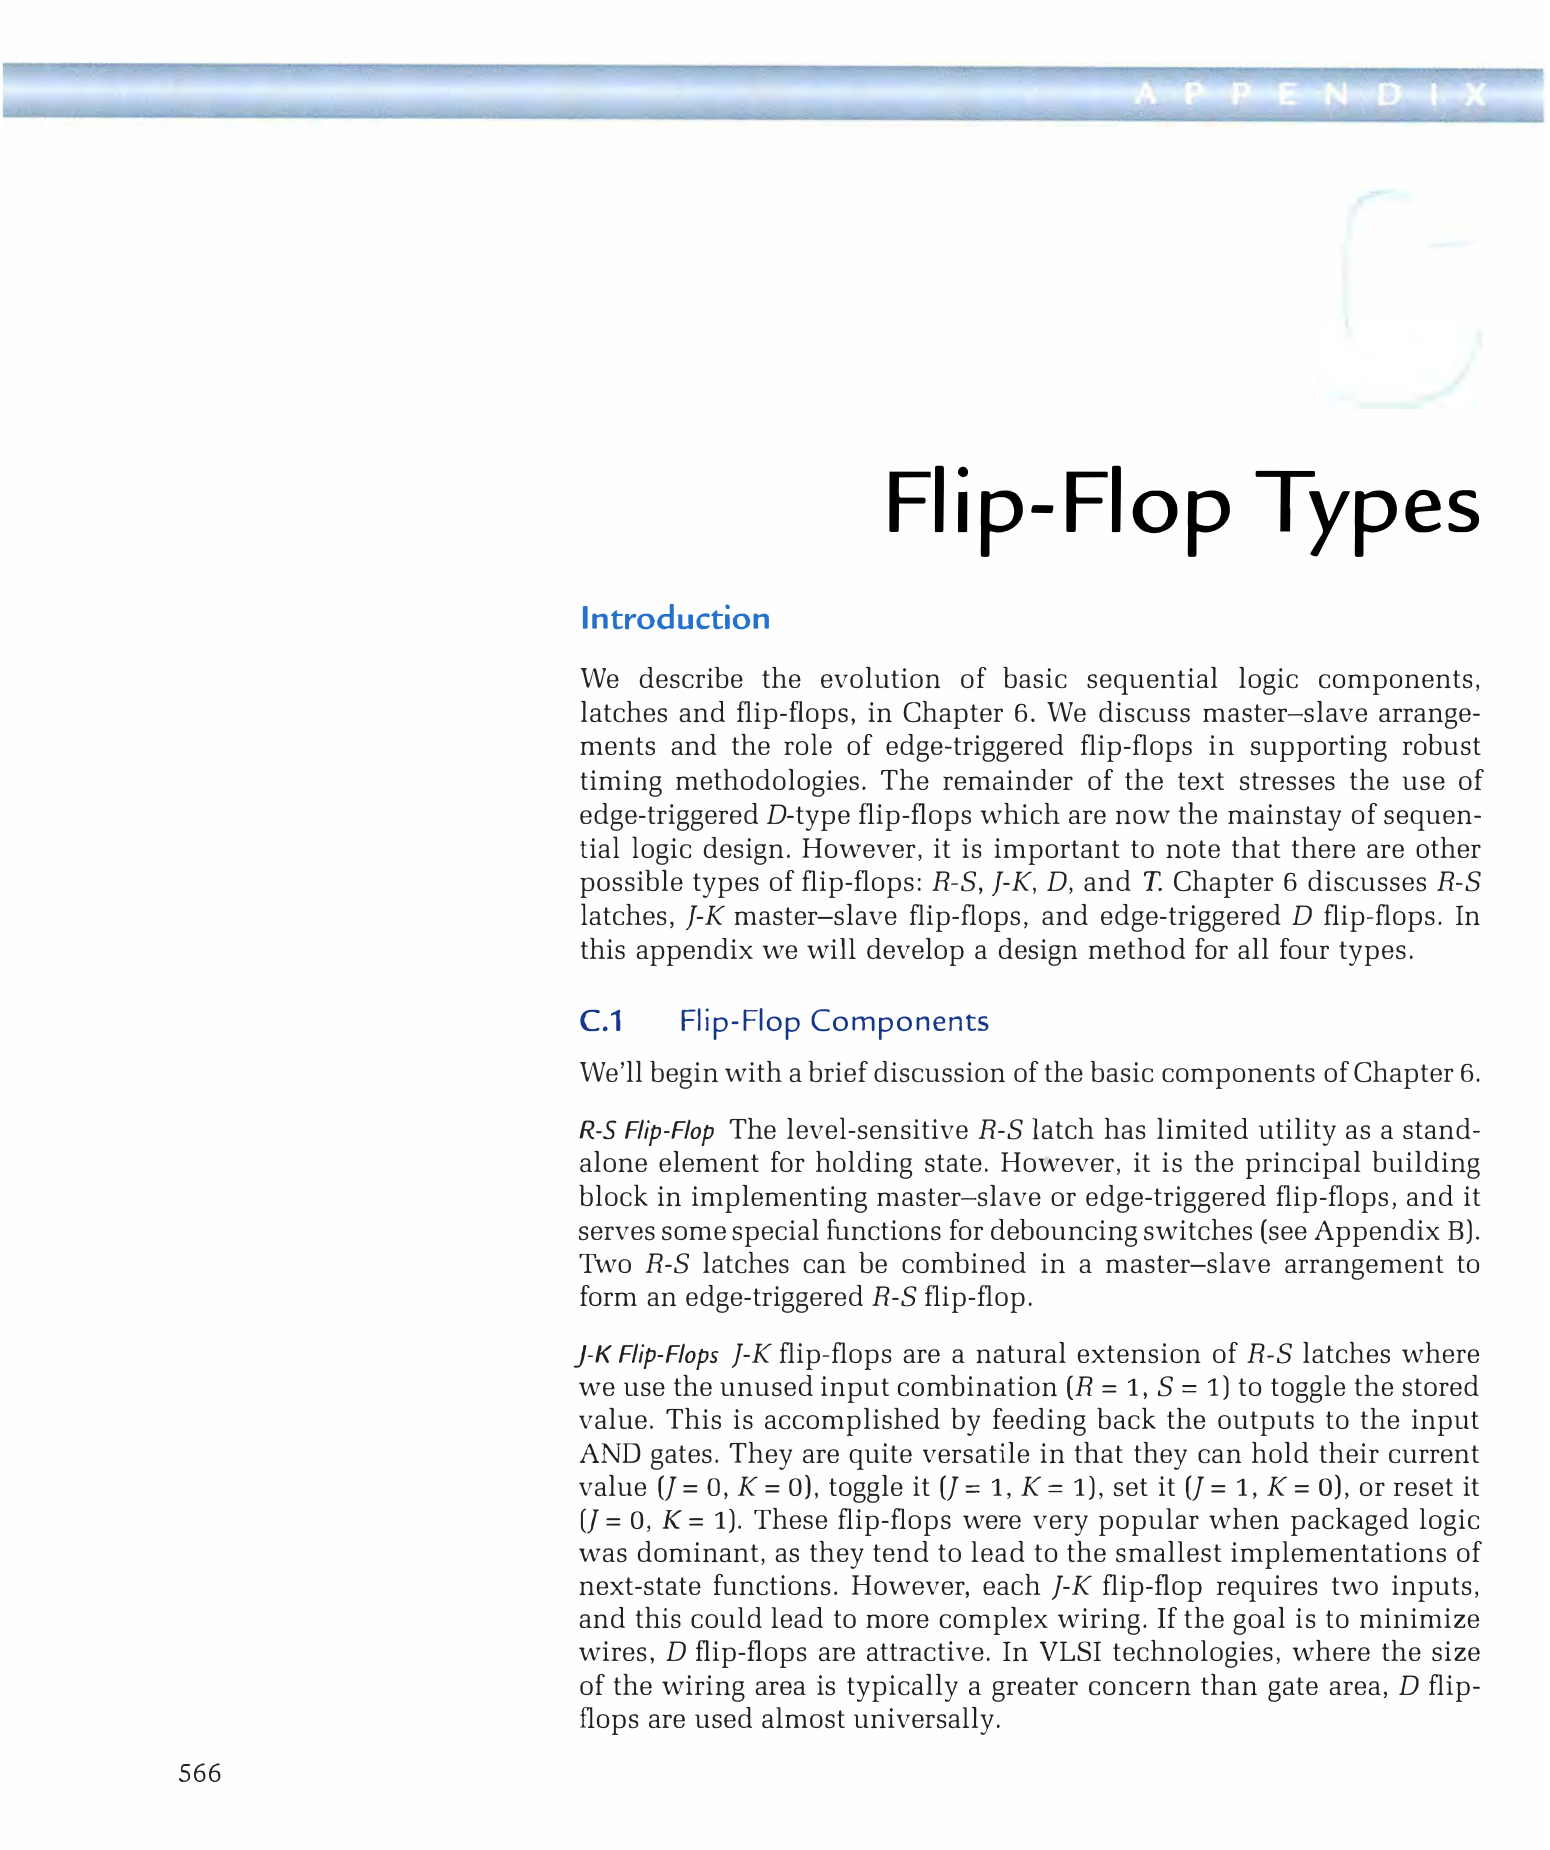 APPENDIX
C
Flip-Flop Types
Introduction
We describe the evolution of basic sequential logic components,
latches and flip-flops, in Chapter 6. We discuss master–slave arrange-
ments and the role of edge-triggered flip-flops in supporting robust
timing methodologies. The remainder of the text stresses the use of
edge-triggered D-type flip-flops which are now the mainstay of sequen-
tial logic design. However, it is important to note that there are other
possible types of flip-flops: R-S, J-K, D, and T. Chapter 6 discusses R-S
latches, J-K master–slave flip-flops, and edge-triggered D flip-flops. In
this appendix we will develop a design method for all four types.
C.1 Flip-Flop Components
We'll begin with a brief discussion of the basic components of Chapter 6.
R-S Flip-Flop The level-sensitive R-S latch has limited utility as a stand-
alone element for holding state. However, it is the principal building
block in implementing master–slave or edge-triggered flip-flops, and it
serves some special functions for debouncing switches (see Appendix B).
Two R-S latches can be combined in a master–slave arrangement to
form an edge-triggered R-S flip-flop.
J-K Flip-Flops J-K flip-flops are a natural extension of R-S latches where
we use the unused input combination (R = 1, S = 1) to toggle the stored
value. This is accomplished by feeding back the outputs to the input
AND gates. They are quite versatile in that they can hold their current
value (J = 0, K = 0), toggle it (J = 1, K = 1), set it (J = 1, K = 0), or reset it
(J = 0, K = 1). These flip-flops were very popular when packaged logic
was dominant, as they tend to lead to the smallest implementations of
next-state functions. However, each J-K flip-flop requires two inputs,
and this could lead to more complex wiring. If the goal is to minimize
wires, D flip-flops are attractive. In VLSI technologies, where the size
of the wiring area is typically a greater concern than gate area, D flip-
flops are used almost universally.
566